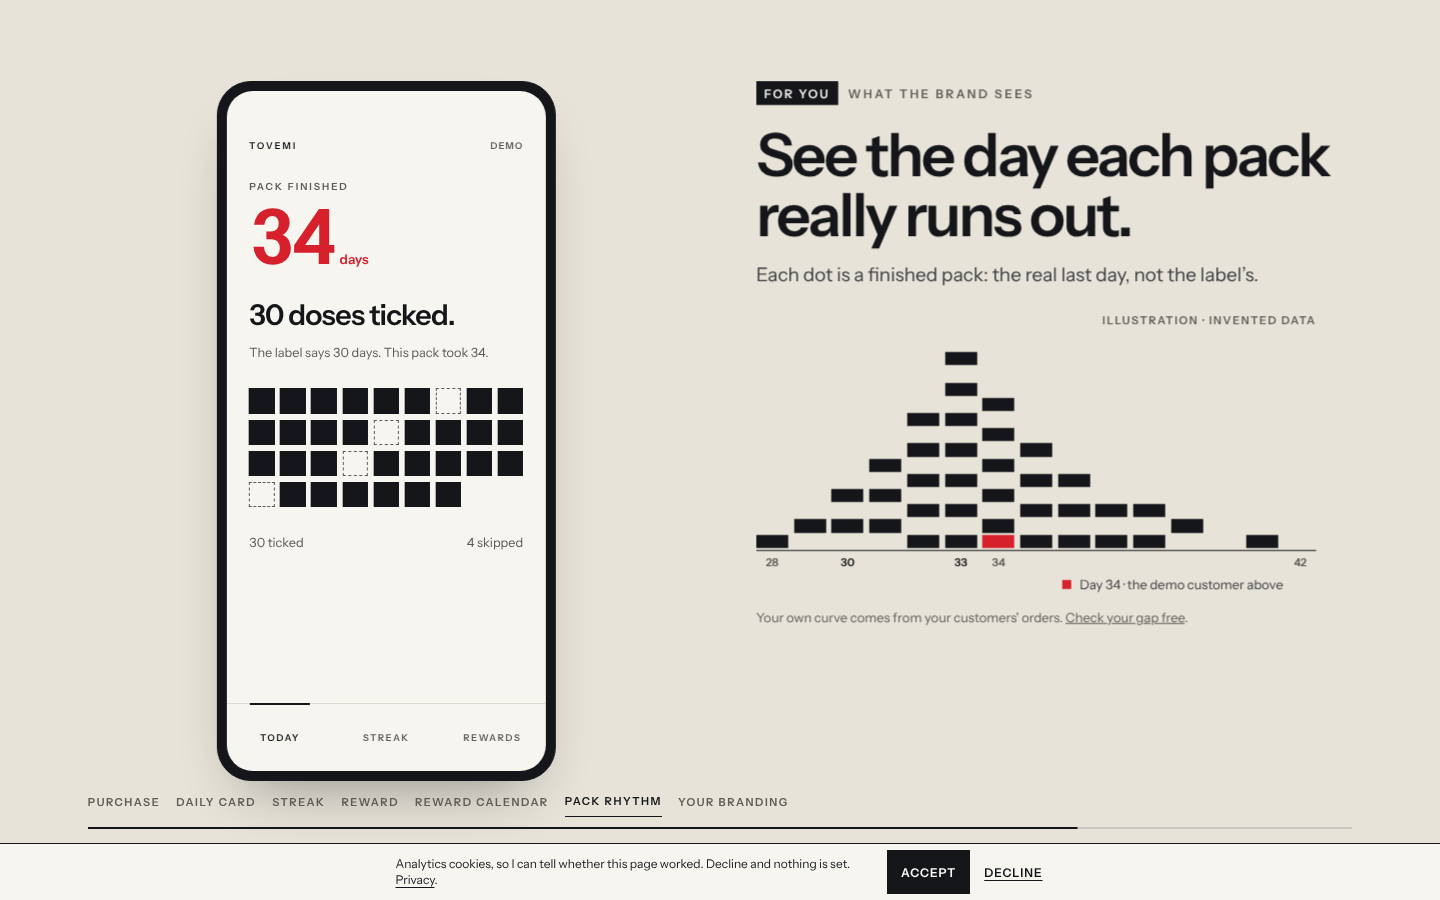 TOVEMI
DEMO
PACK FINISHED
34 days
30 doses ticked.
The label says 30 days. This pack took 34.
30 ticked
4 skipped
TODAY
STREAK
REWARDS
FOR YOU
WHAT THE BRAND SEES
See the day each pack
really runs out.
Each dot is a finished pack: the real last day, not the label’s.
ILLUSTRATION · INVENTED DATA
28 30 33 34 42
Day 34 · the demo customer above
Your own curve comes from your customers’ orders. Check your gap free.
PURCHASE DAILY CARD STREAK REWARD REWARD CALENDAR PACK RHYTHM YOUR BRANDING
Analytics cookies, so I can tell whether this page worked. Decline and nothing is set.
Privacy.
ACCEPT
DECLINE